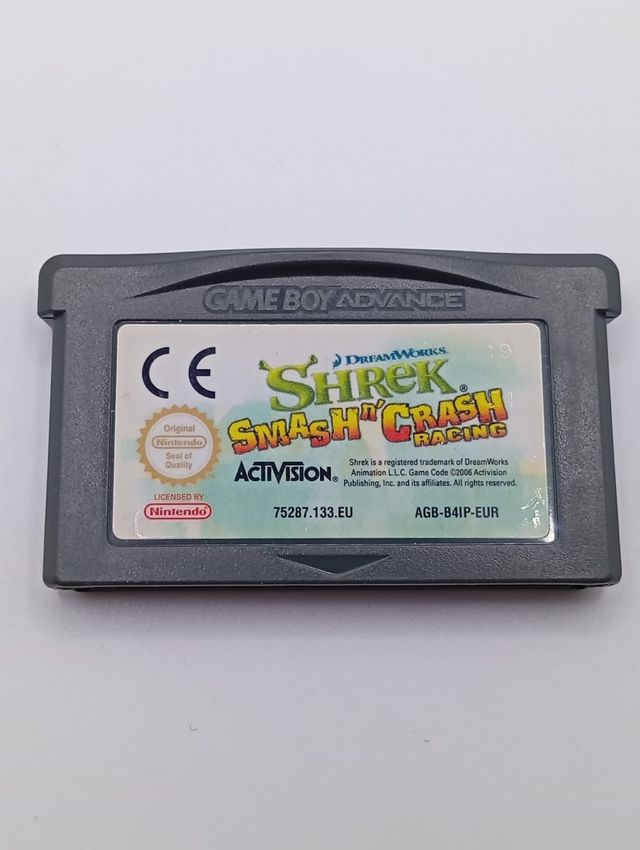 GAME BOY ADVANCE
CE
DREAMWORKS
SHREK®
SMASH n' CRASH
RACING
Original
Nintendo
Seal of
Quality
ACTIVISION®
Shrek is a registered trademark of DreamWorks
Animation L.L.C. Game Code ©2006 Activision
Publishing, Inc. and its affiliates. All rights reserved.
LICENSED BY
Nintendo
75287.133.EU
AGB-B4IP-EUR
19